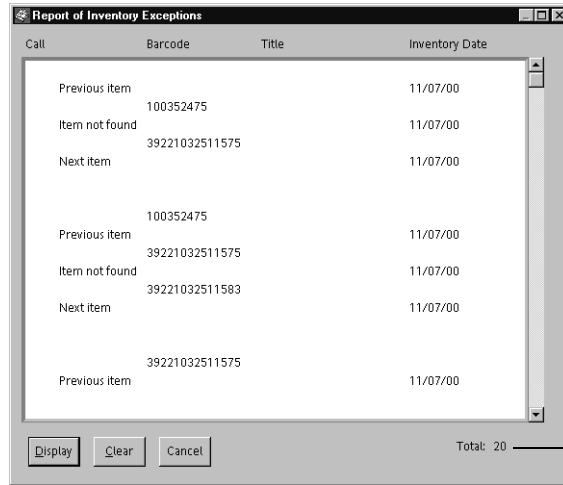 Report of Inventory Exceptions
Call Barcode Title Inventory Date
Previous item 11/07/00
100352475
Item not found 11/07/00
39221032511575
Next item 11/07/00
100352475
Previous item 11/07/00
39221032511575
Item not found 11/07/00
39221032511583
Next item 11/07/00
39221032511575
Previous item 11/07/00
Display Clear Cancel Total: 20